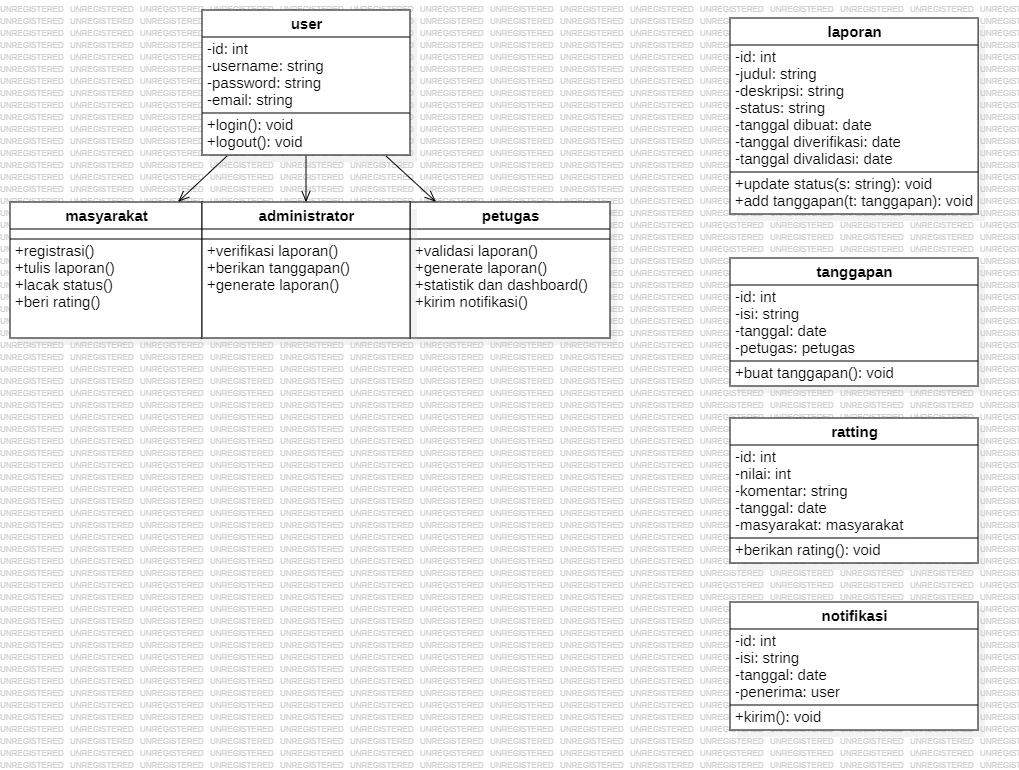 user
-id: int
-username: string
-password: string
-email: string
+login(): void
+logout(): void
masyarakat
+registrasi()
+tulis laporan()
+lacak status()
+beri rating()
administrator
+verifikasi laporan()
+berikan tanggapan()
+generate laporan()
petugas
+validasi laporan()
+generate laporan()
+statistik dan dashboard()
+kirim notifikasi()
laporan
-id: int
-judul: string
-deskripsi: string
-status: string
-tanggal dibuat: date
-tanggal diverifikasi: date
-tanggal divalidasi: date
+update status(s: string): void
+add tanggapan(t: tanggapan): void
tanggapan
-id: int
-isi: string
-tanggal: date
-petugas: petugas
+buat tanggapan(): void
ratting
-id: int
-nilai: int
-komentar: string
-tanggal: date
-masyarakat: masyarakat
+berikan rating(): void
notifikasi
-id: int
-isi: string
-tanggal: date
-penerima: user
+kirim(): void
UNREGISTERED